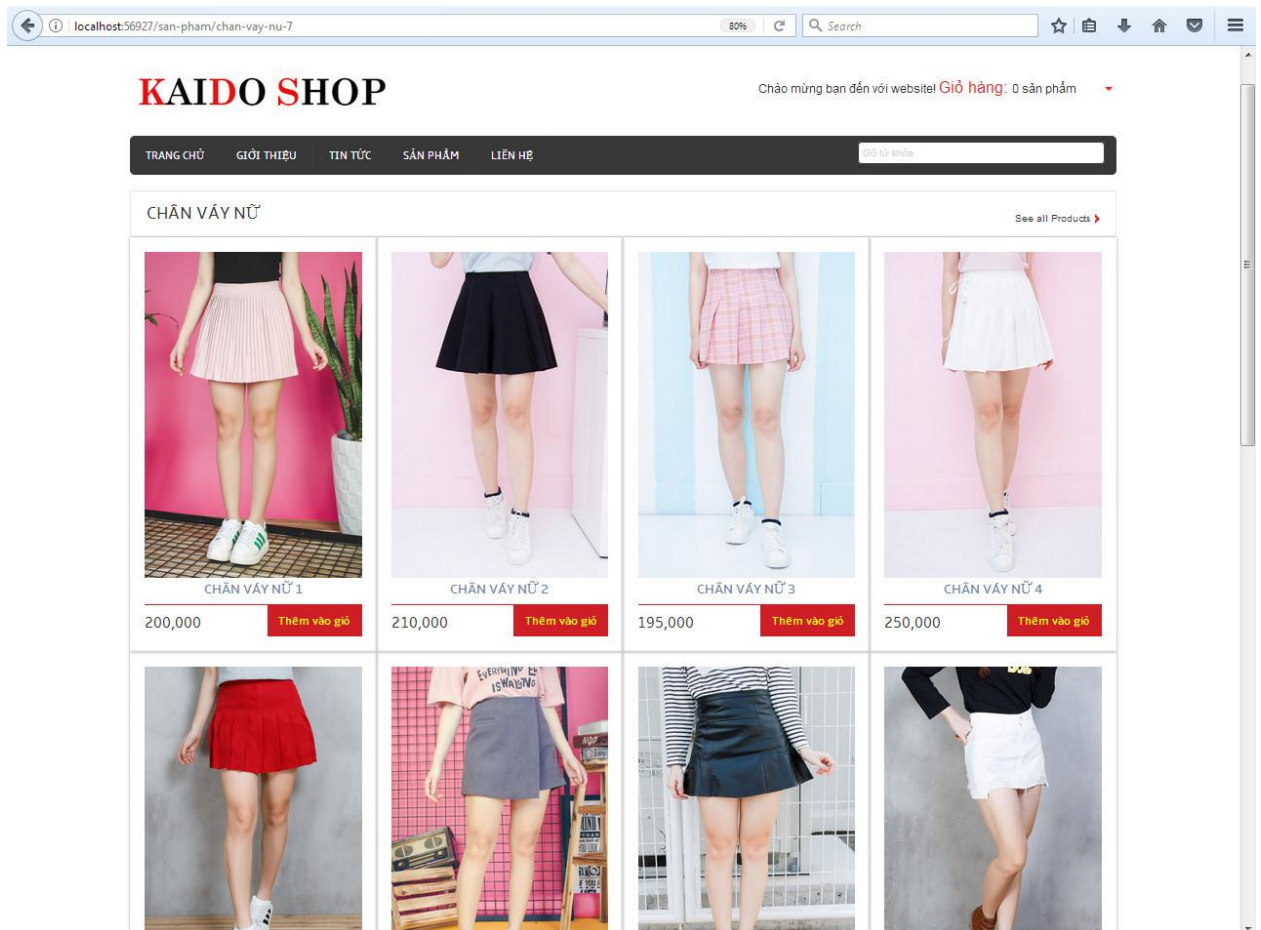 localhost:56927/san-pham/chan-vay-nu-7
80%
Search
KAIDO SHOP
Chào mừng bạn đến với website! Giỏ hàng: 0 sản phẩm
TRANG CHỦ GIỚI THIỆU TIN TỨC SẢN PHẨM LIÊN HỆ
Gõ từ khóa
CHÂN VÁY NỮ
See all Products
CHÂN VÁY NỮ 1
CHÂN VÁY NỮ 2
CHÂN VÁY NỮ 3
CHÂN VÁY NỮ 4
200,000 Thêm vào giỏ
210,000 Thêm vào giỏ
195,000 Thêm vào giỏ
250,000 Thêm vào giỏ